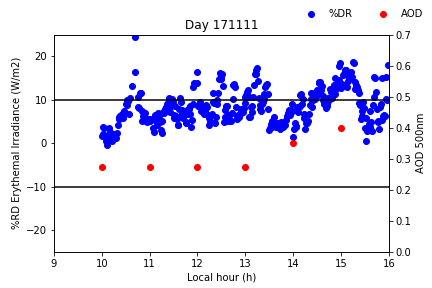 %DR AOD
Day 171111
%RD Erythemal Irradiance (W/m2)
20
10
0
−10
−20
0.7
0.6
0.5
0.4
0.3
0.2
0.1
0.0
AOD 500nm
9 10 11 12 13 14 15 16
Local hour (h)